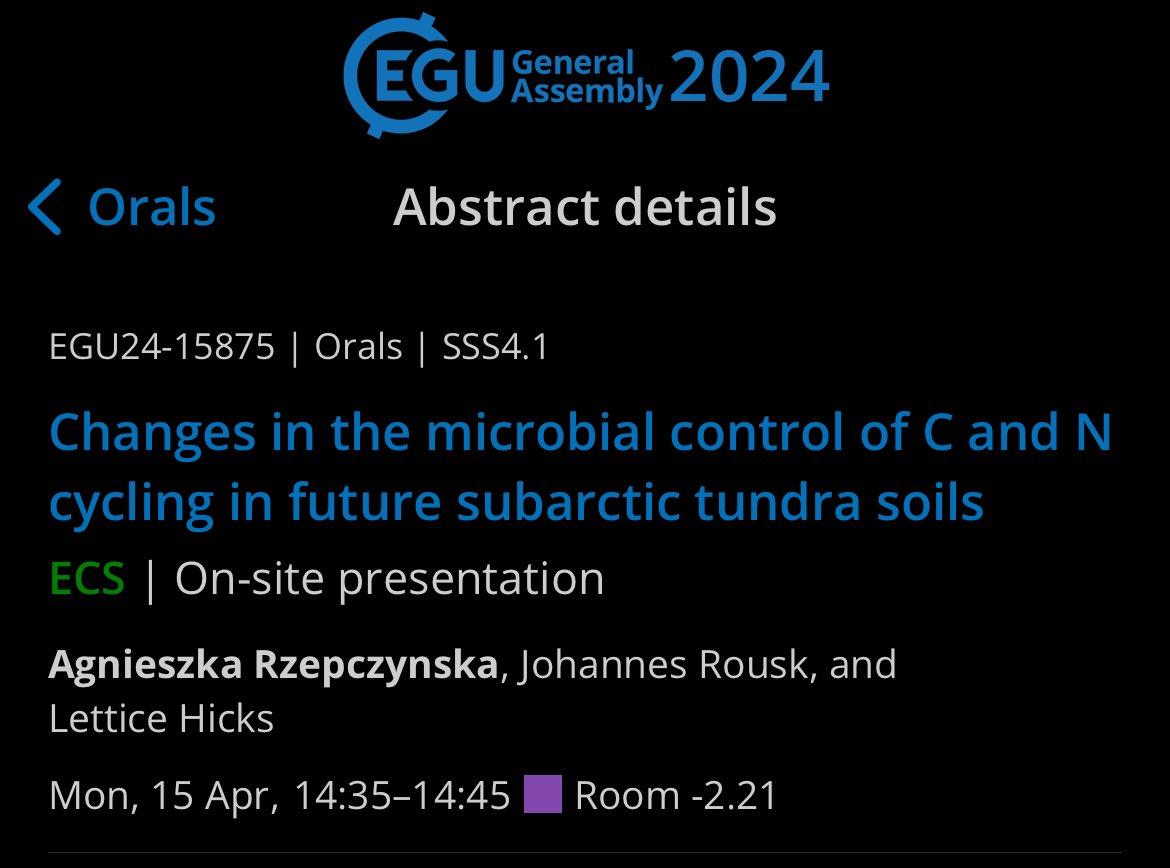 EGU General Assembly 2024
Orals Abstract details
EGU24-15875 | Orals | SSS4.1
Changes in the microbial control of C and N
cycling in future subarctic tundra soils
ECS | On-site presentation
Agnieszka Rzepczynska, Johannes Rousk, and
Lettice Hicks
Mon, 15 Apr, 14:35–14:45 Room -2.21